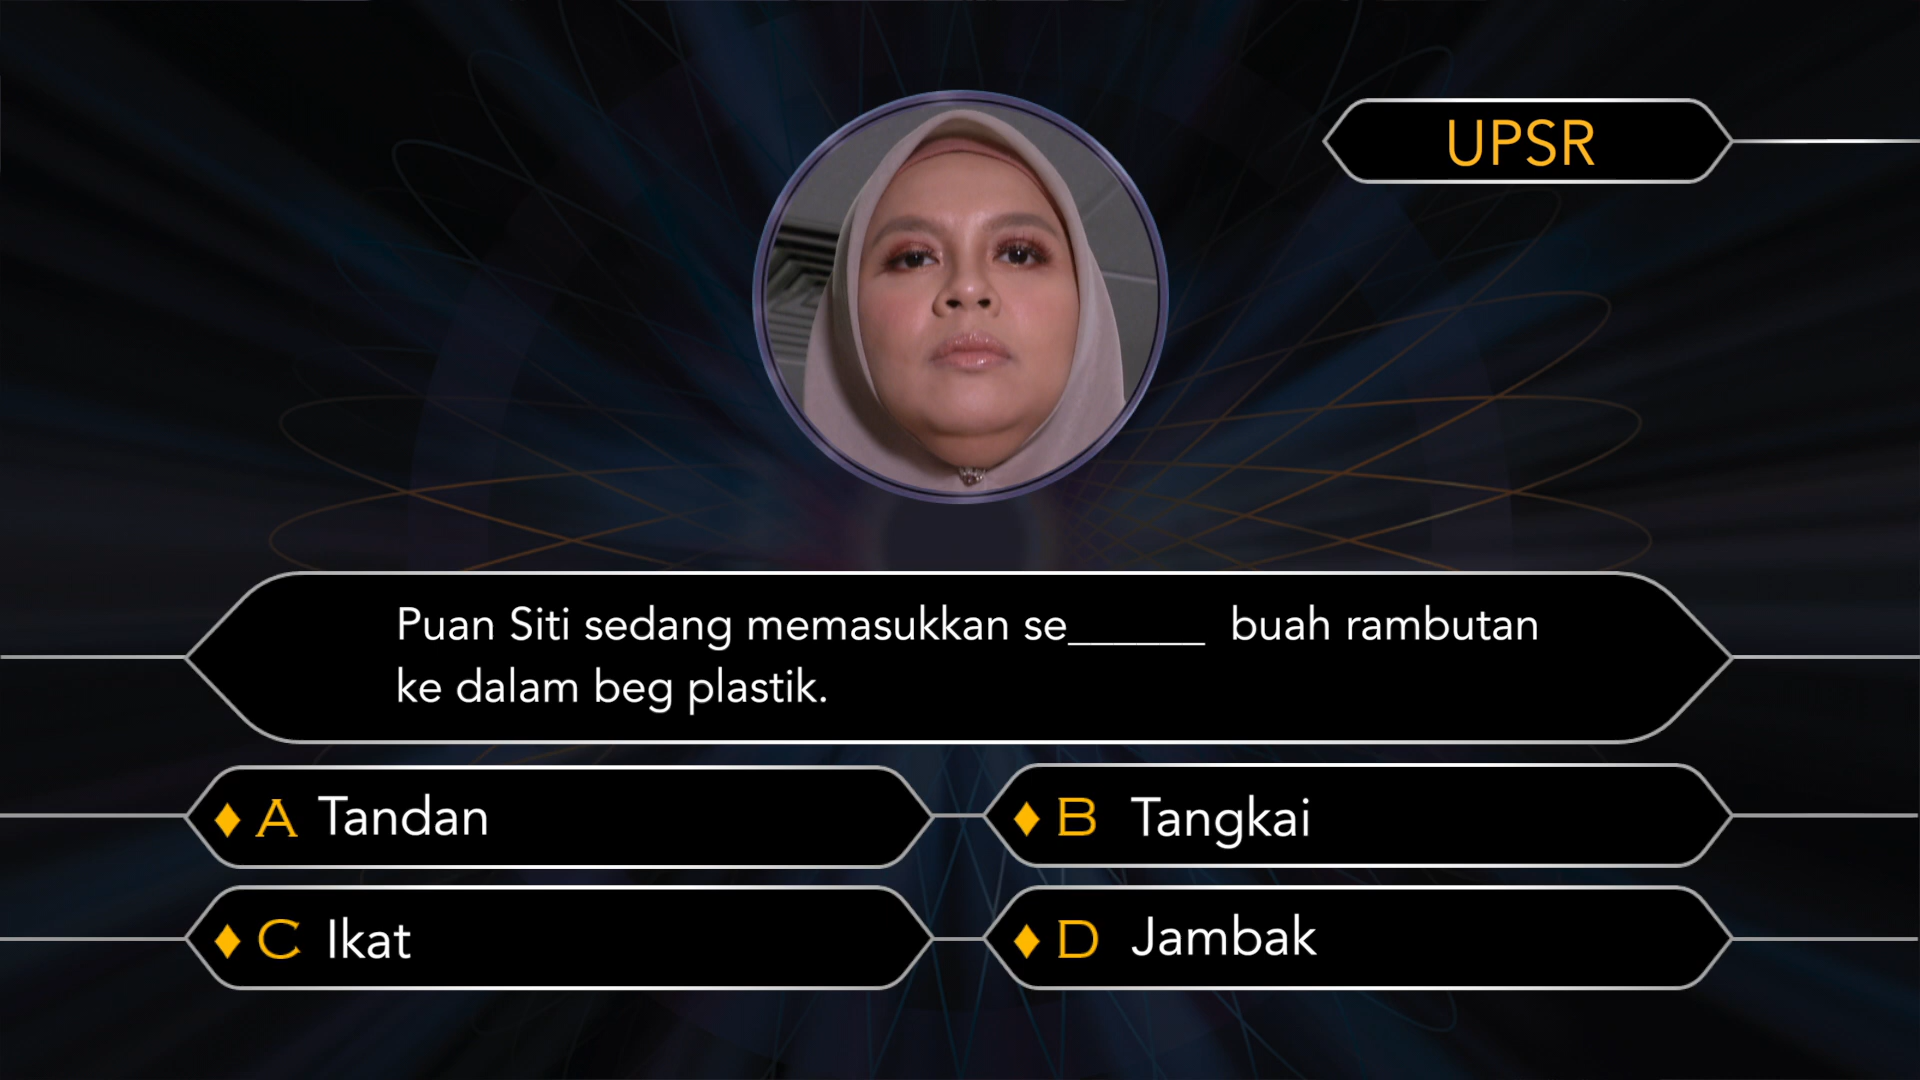 UPSR
Puan Siti sedang memasukkan se______ buah rambutan
ke dalam beg plastik.
A Tandan
B Tangkai
C Ikat
D Jambak